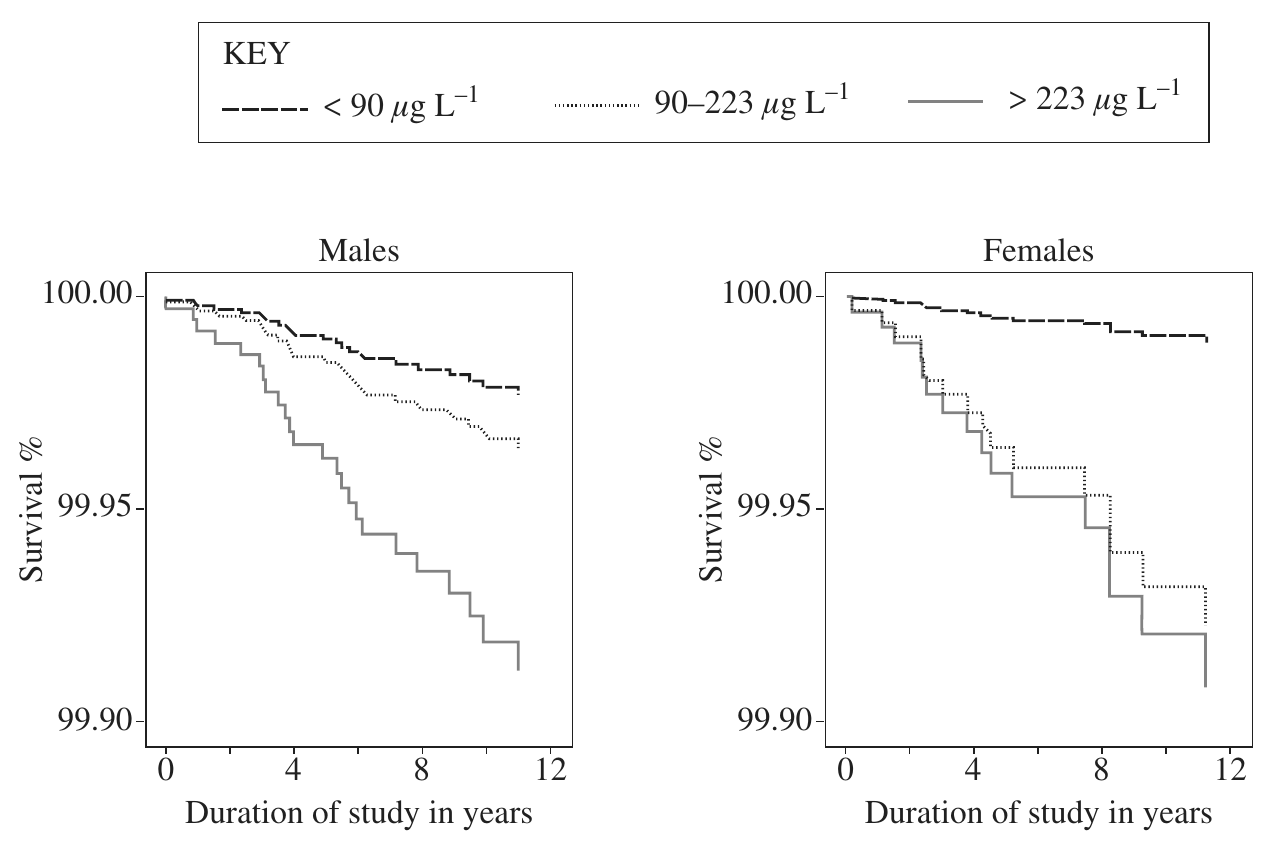 KEY
< 90 µg L⁻¹ 90–223 µg L⁻¹ > 223 µg L⁻¹
Males
Survival %
100.00
99.95
99.90
0 4 8 12
Duration of study in years
Females
Survival %
100.00
99.95
99.90
0 4 8 12
Duration of study in years